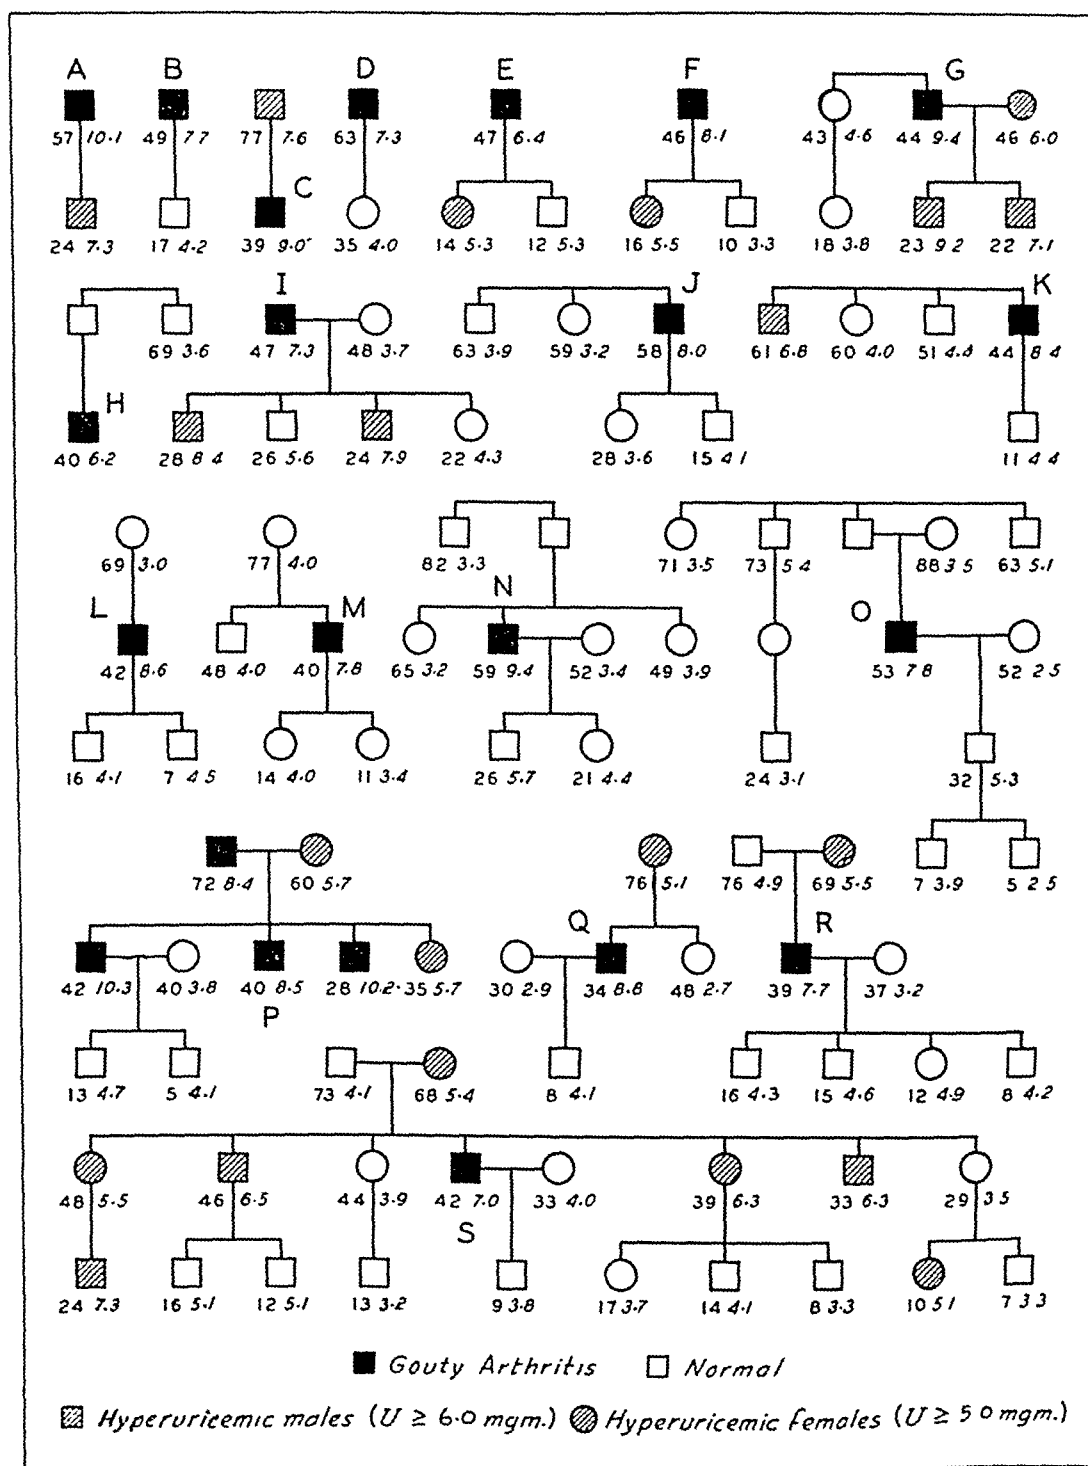 A B D E F G
57 10.1 49 7.7 77 7.6 63 7.3 47 6.4 46 8.1 43 4.6 44 9.4 46 6.0
C
24 7.3 17 4.2 39 9.0 35 4.0 14 5.3 12 5.3 16 5.5 10 3.3 18 3.8 23 9.2 22 7.1
I J K
69 3.6 47 7.3 48 3.7 63 3.9 59 3.2 58 8.0 61 6.8 60 4.0 51 4.4 44 8.4
H
40 6.2 28 8.4 26 5.6 24 7.9 22 4.3 28 3.6 15 4.1 11 4.4
69 3.0 77 4.0 82 3.3 71 3.5 73 5.4 88 3.5 63 5.1
L M N O
42 8.6 48 4.0 40 7.8 65 3.2 59 9.4 52 3.4 49 3.9 53 7.8 52 2.5
16 4.1 7 4.5 14 4.0 11 3.4 26 5.7 21 4.4 24 3.1 32 5.3
72 8.4 60 5.7 76 5.1 76 4.9 69 5.5 7 3.9 5 2.5
Q R
42 10.3 40 3.8 40 8.5 28 10.2 35 5.7 30 2.9 34 8.8 48 2.7 39 7.7 37 3.2
P
13 4.7 5 4.1 73 4.1 68 5.4 8 4.1 16 4.3 15 4.6 12 4.9 8 4.2
48 5.5 46 6.5 44 3.9 42 7.0 33 4.0 39 6.3 33 6.3 29 3.5
S
24 7.3 16 5.1 12 5.1 13 3.2 9 3.8 17 3.7 14 4.1 8 3.3 10 5.1 7 3.3
Gouty Arthritis Normal
Hyperuricemic males (U ≥ 6.0 mgm.) Hyperuricemic females (U ≥ 5.0 mgm.)